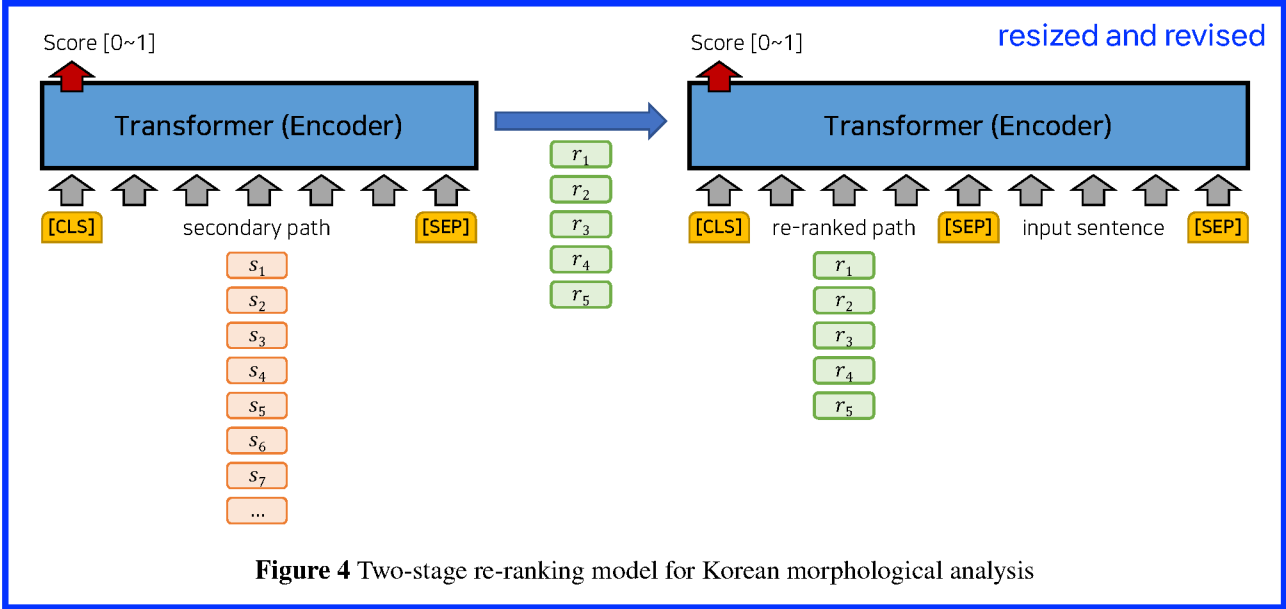 resized and revised
Score [0~1]
Transformer (Encoder)
[CLS] secondary path [SEP]
s1
s2
s3
s4
s5
s6
s7
...
r1
r2
r3
r4
r5
Score [0~1]
Transformer (Encoder)
[CLS] re-ranked path [SEP] input sentence [SEP]
r1
r2
r3
r4
r5
Figure 4 Two-stage re-ranking model for Korean morphological analysis